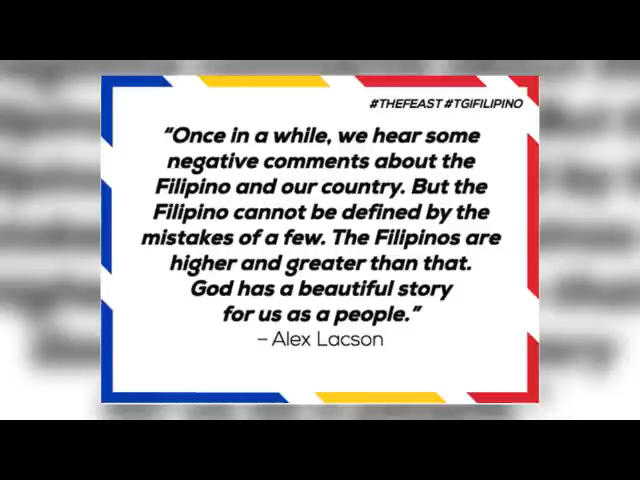 #THEFEAST #TGIFILIPINO
“Once in a while, we hear some
negative comments about the
Filipino and our country. But the
Filipino cannot be defined by the
mistakes of a few. The Filipinos are
higher and greater than that.
God has a beautiful story
for us as a people.”
– Alex Lacson